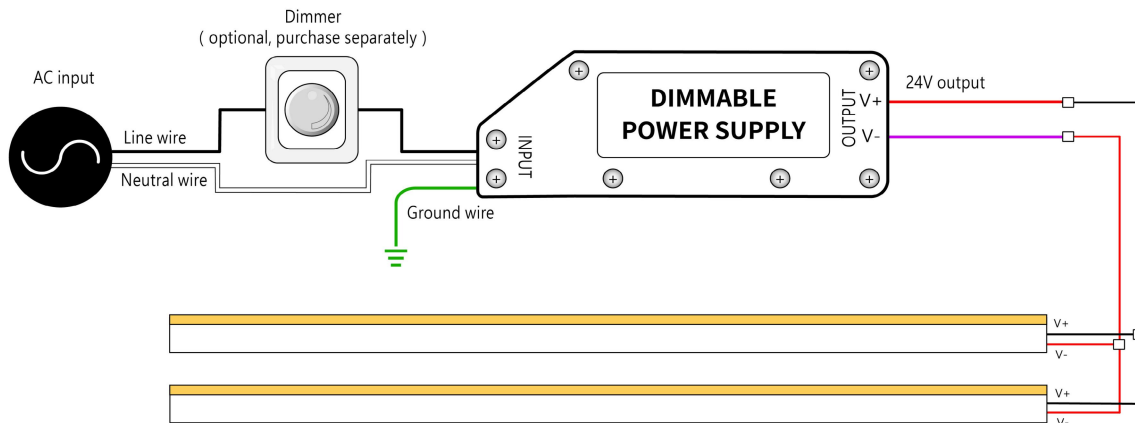 Dimmer
( optional, purchase separately )
AC input
Line wire
Neutral wire
Ground wire
INPUT
DIMMABLE
POWER SUPPLY
OUTPUT
V+
V-
24V output
V+
V-
V+
V-